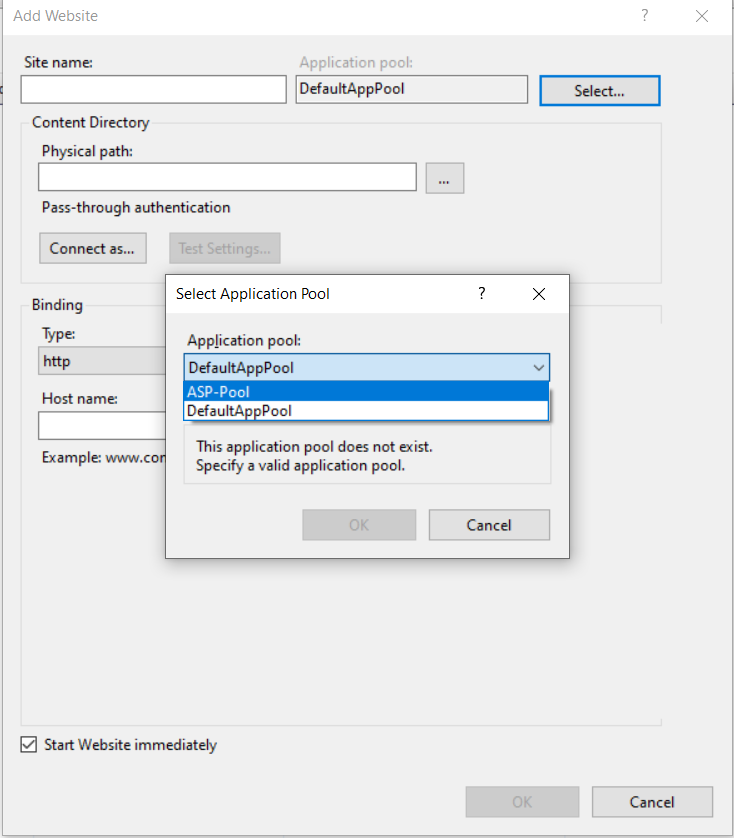 Add Website
?
Site name:
Application pool:
DefaultAppPool
Select...
Content Directory
Physical path:
...
Pass-through authentication
Connect as...
Test Settings...
Select Application Pool
?
Binding
Type:
http
Application pool:
DefaultAppPool
ASP-Pool
DefaultAppPool
Host name:
This application pool does not exist.
Specify a valid application pool.
Example: www.con
OK
Cancel
Start Website immediately
OK
Cancel